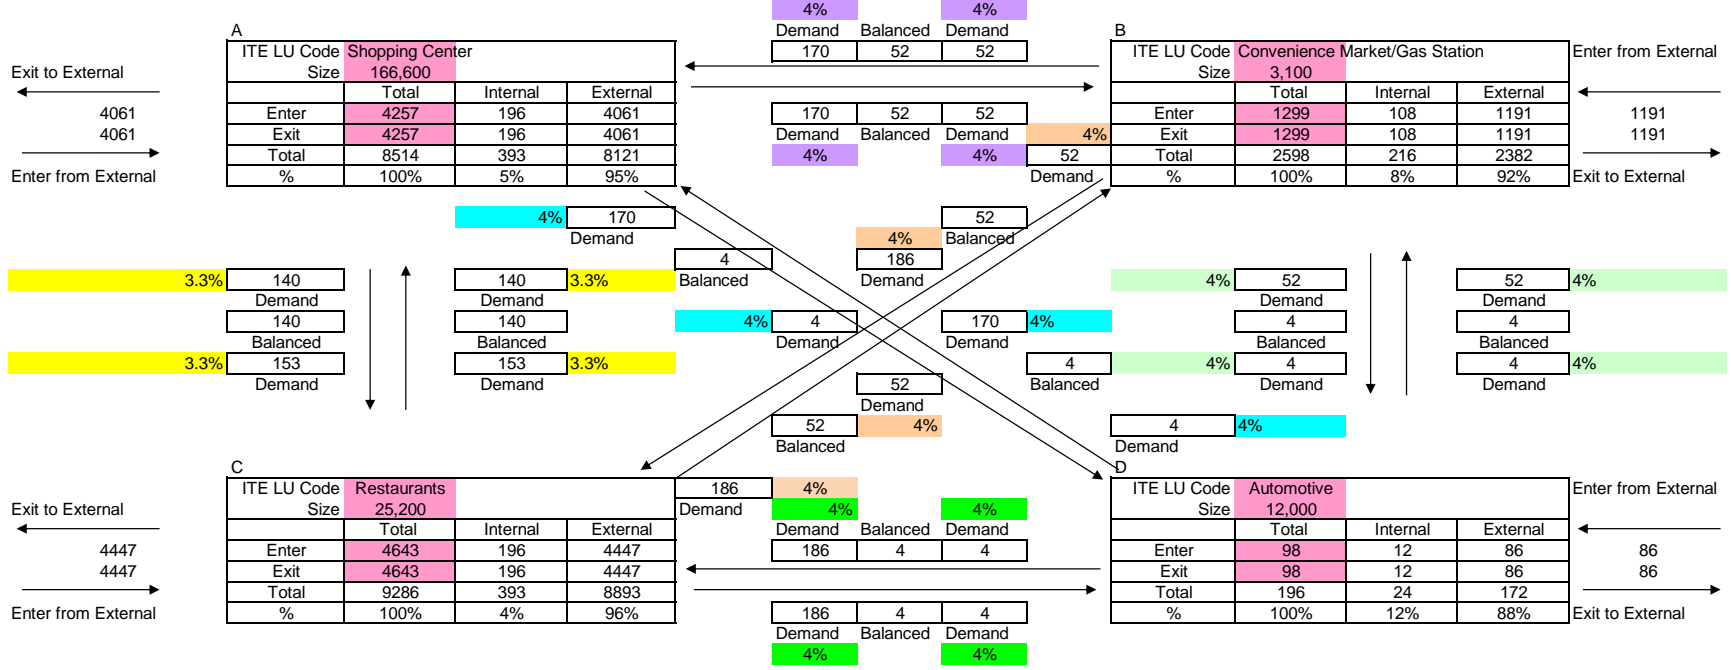 4% 4%
A Demand Balanced Demand B
ITE LU Code Shopping Center 170 52 52 ITE LU Code Convenience Market/Gas Station Enter from External
Exit to External Size 166,600 Size 3,100
Total Internal External Total Internal External
4061 Enter 4257 196 4061 170 52 52 Enter 1299 108 1191 1191
4061 Exit 4257 196 4061 Demand Balanced Demand 4% Exit 1299 108 1191 1191
Total 8514 393 8121 4% 4% 52 Total 2598 216 2382
Enter from External % 100% 5% 95% Demand % 100% 8% 92% Exit to External
4% 170 52
Demand 4% Balanced
4 186
3.3% 140 140 3.3% Balanced Demand 4% 52 52 4%
Demand Demand Demand Demand
140 140 4% 4 170 4% 4 4
Balanced Balanced Demand Demand Balanced Balanced
3.3% 153 153 3.3% 4 4% 4 4 4%
Demand Demand 52 Balanced Demand Demand
Demand
52 4% 4 4%
Balanced Demand
C D
ITE LU Code Restaurants 186 4% ITE LU Code Automotive Enter from External
Exit to External Size 25,200 Demand 4% 4% Size 12,000
Total Internal External Demand Balanced Demand Total Internal External
4447 Enter 4643 196 4447 186 4 4 Enter 98 12 86 86
4447 Exit 4643 196 4447 Exit 98 12 86 86
Total 9286 393 8893 Total 196 24 172
Enter from External % 100% 4% 96% 186 4 4 % 100% 12% 88% Exit to External
Demand Balanced Demand
4% 4%